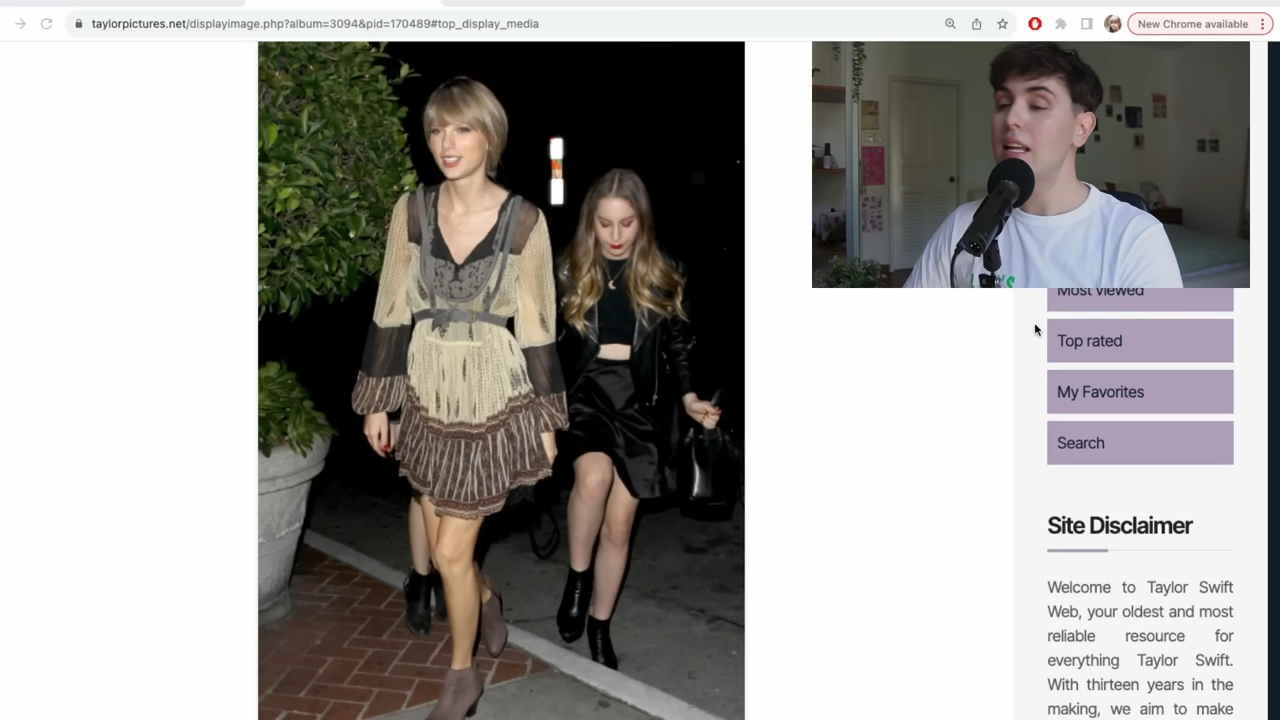 taylorpictures.net/displayimage.php?album=3094&pid=170489#top_display_media
New Chrome available
Most viewed
Top rated
My Favorites
Search
Site Disclaimer
Welcome to Taylor Swift
Web, your oldest and most
reliable resource for
everything Taylor Swift.
With thirteen years in the
making, we aim to make